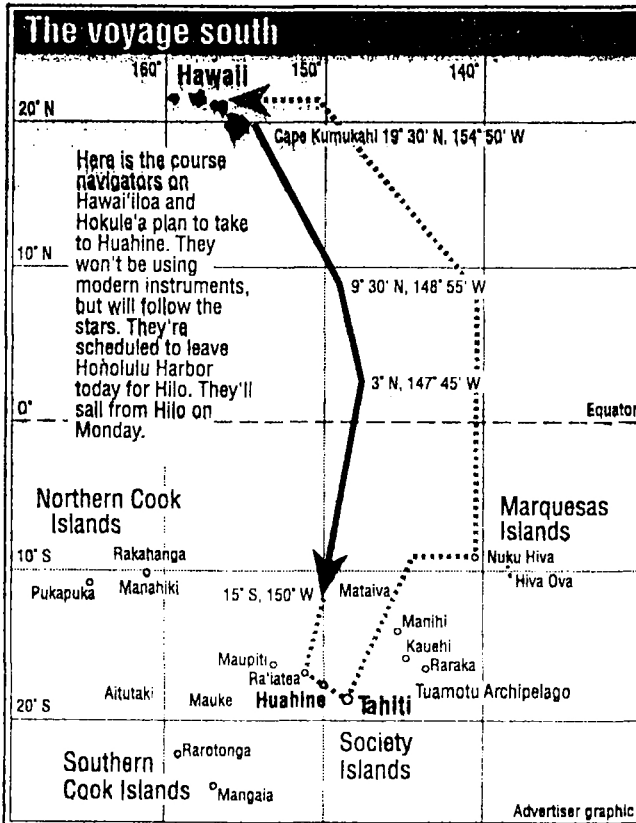 The voyage south
160°
150°
140°
Hawaii
20° N
Cape Kumukahi 19° 30' N, 154° 50' W
Here is the course
navigators on
Hawai'iloa and
Hokule'a plan to take
to Huahine. They
won't be using
modern instruments,
but will follow the
stars. They're
scheduled to leave
Honolulu Harbor
today for Hilo. They'll
sail from Hilo on
Monday.
10° N
9° 30' N, 148° 55' W
3° N, 147° 45' W
0°
Equator
Northern Cook
Islands
Marquesas
Islands
Rakahanga
Nuku Hiva
10° S
Pukapuka
Manahiki
15° S, 150° W
Mataiva
Hiva Ova
Manihi
Kauehi
Maupiti
Raraka
Ra'iatea
Aitutaki
Mauke
Huahine
Tahiti
Tuamotu Archipelago
20° S
Society
Islands
Rarotonga
Southern
Cook Islands
Mangaia
Advertiser graphic